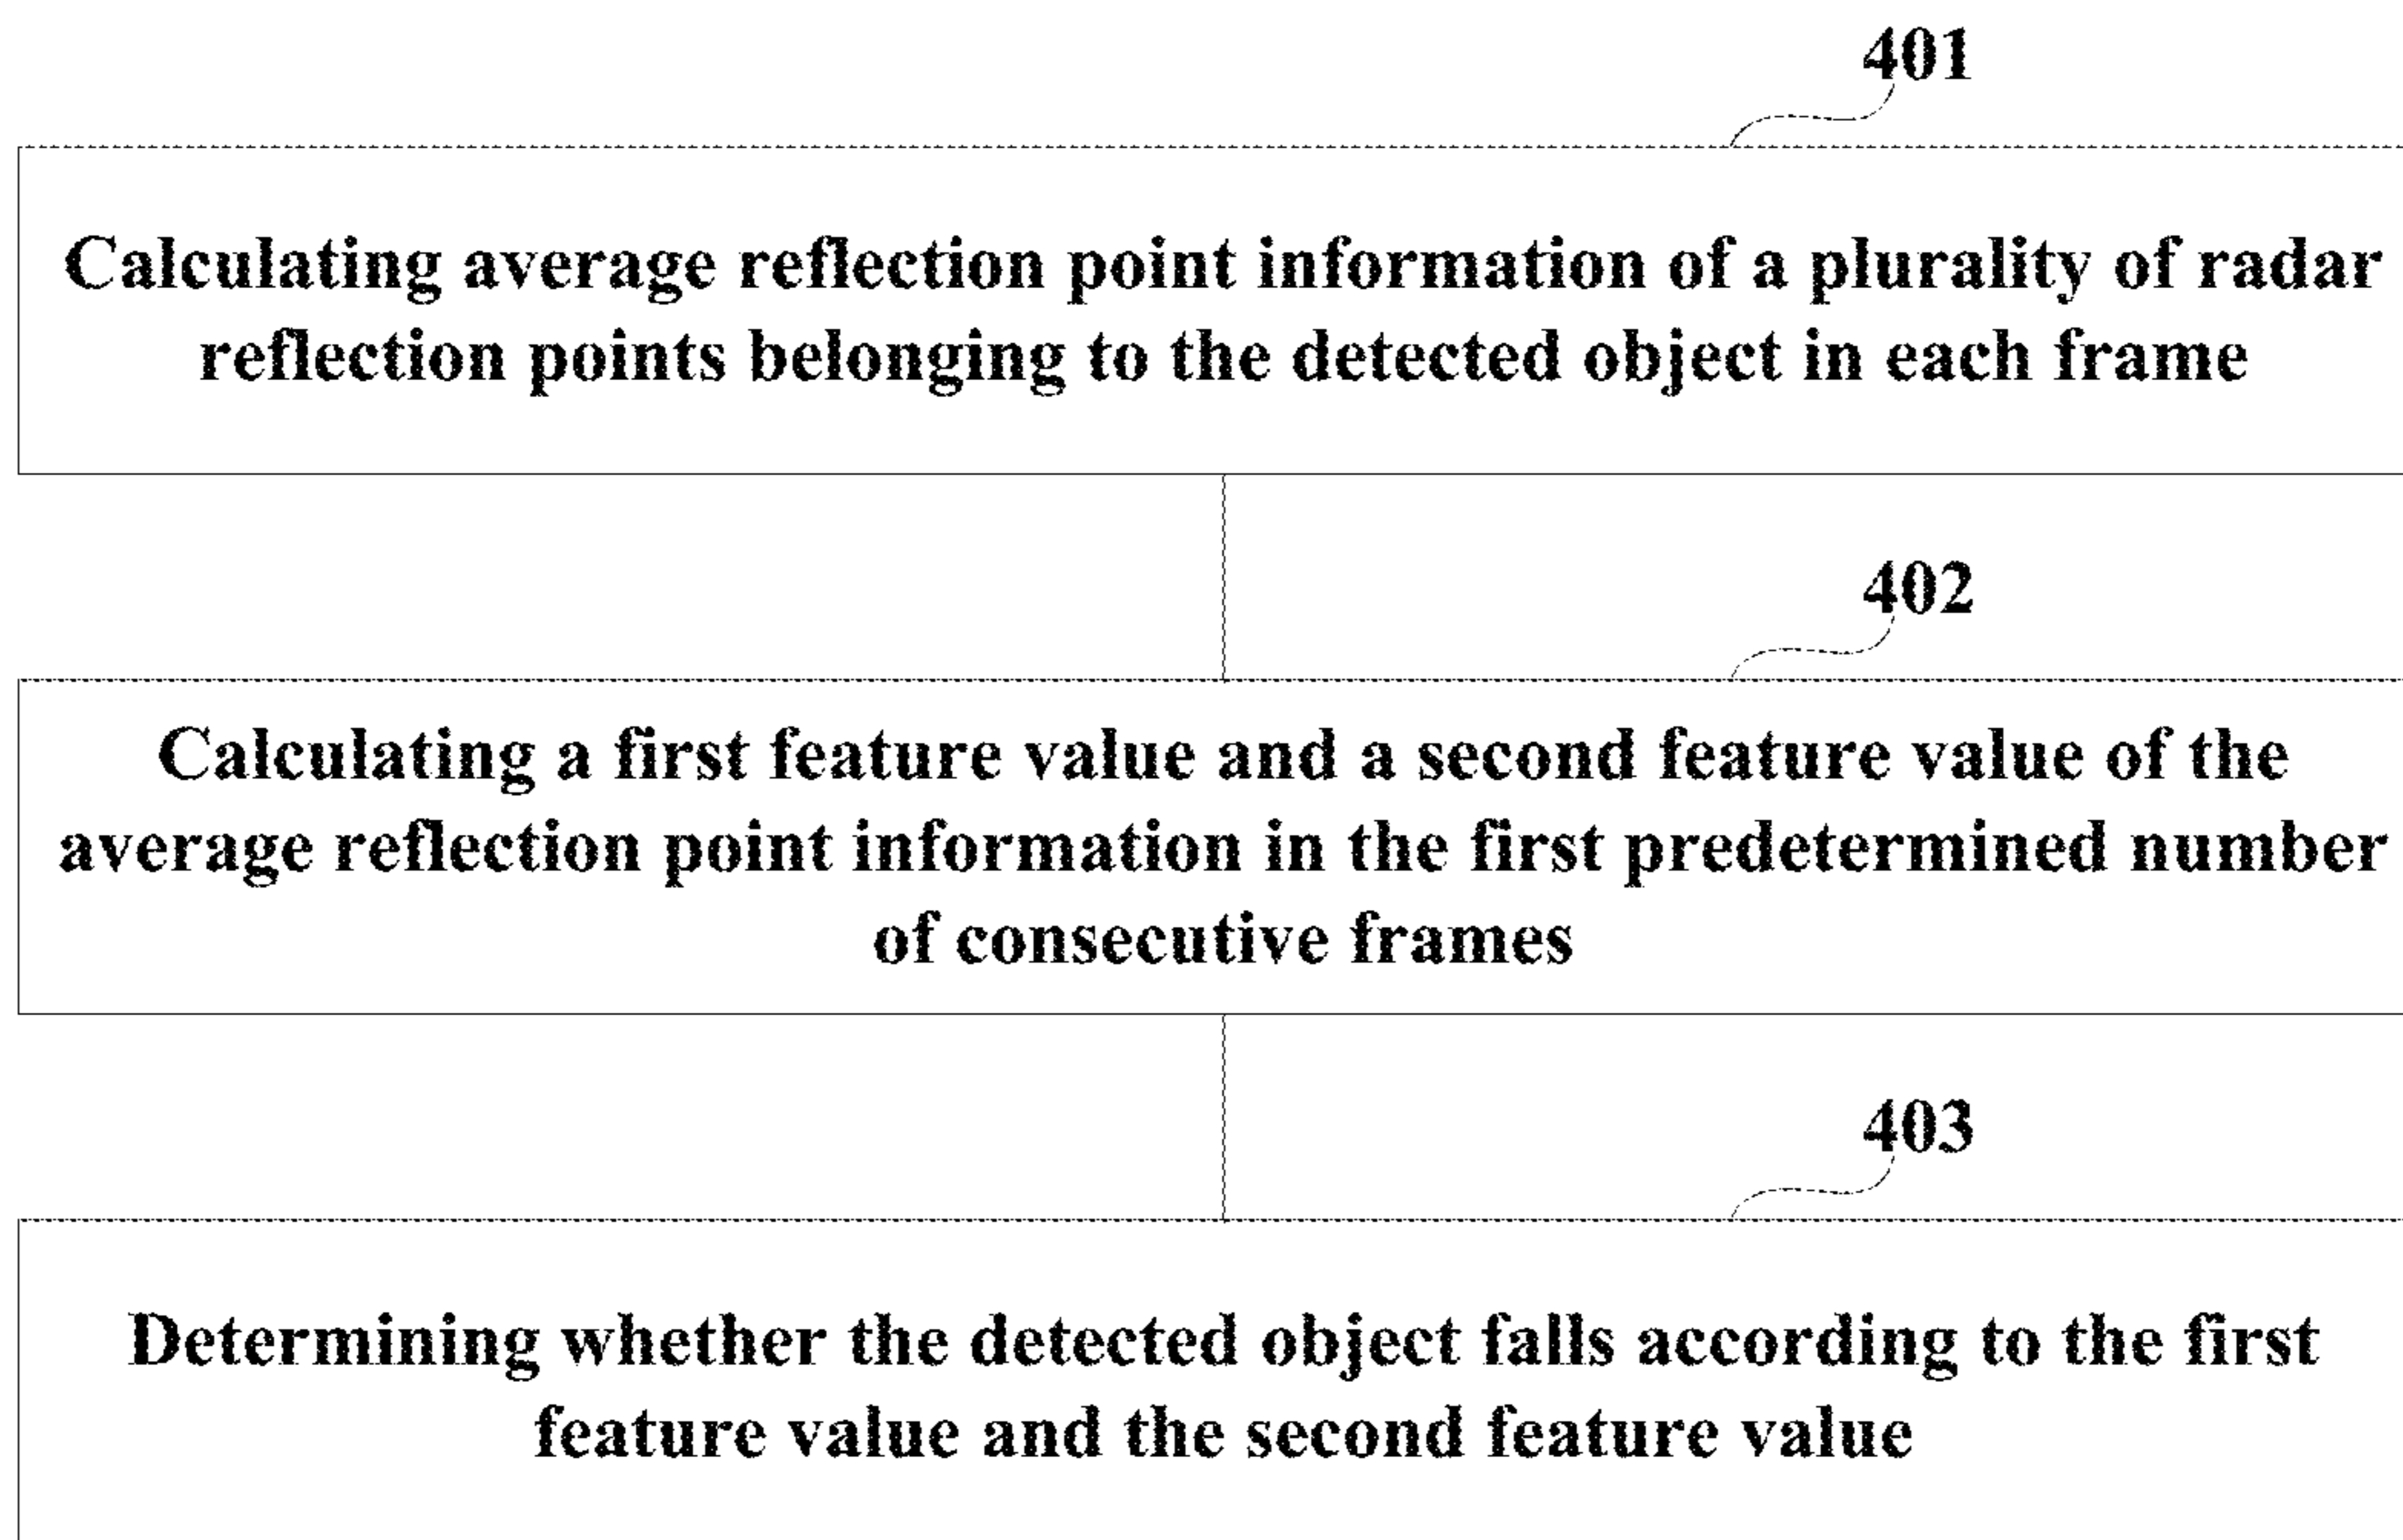 401
Calculating average reflection point information of a plurality of radar
reflection points belonging to the detected object in each frame
402
Calculating a first feature value and a second feature value of the
average reflection point information in the first predetermined number
of consecutive frames
403
Determining whether the detected object falls according to the first
feature value and the second feature value